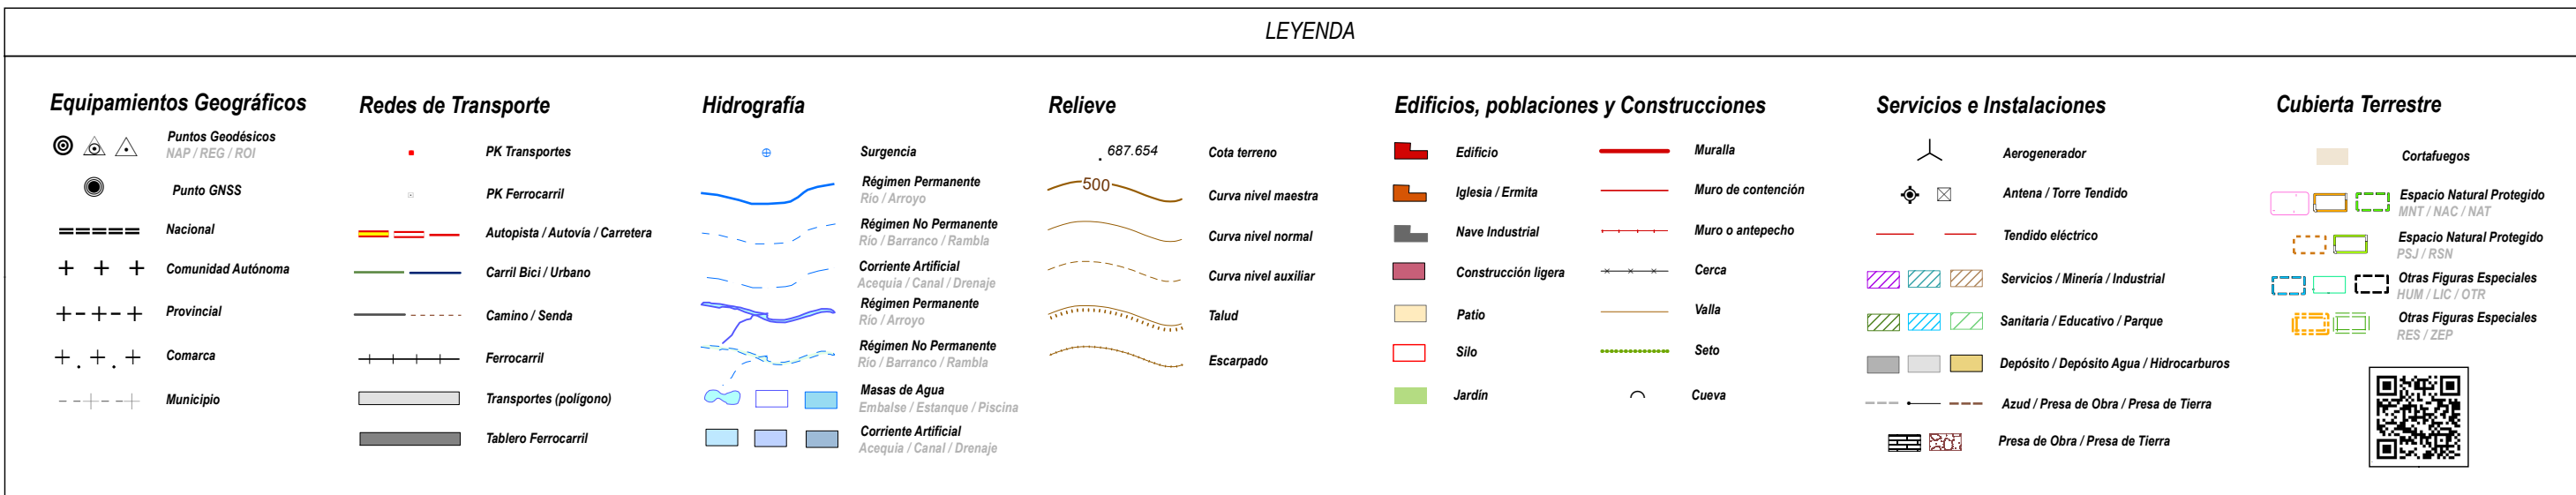 LEYENDA
Equipamientos Geográficos
Puntos Geodésicos
NAP / REG / ROI
Punto GNSS
Nacional
Comunidad Autónoma
Provincial
Comarca
Municipio
Redes de Transporte
PK Transportes
PK Ferrocarril
Autopista / Autovía / Carretera
Carril Bici / Urbano
Camino / Senda
Ferrocarril
Transportes (polígono)
Tablero Ferrocarril
Hidrografía
Surgencia
Régimen Permanente
Río / Arroyo
Régimen No Permanente
Río / Barranco / Rambla
Corriente Artificial
Acequia / Canal / Drenaje
Régimen Permanente
Río / Arroyo
Régimen No Permanente
Río / Barranco / Rambla
Masas de Agua
Embalse / Estanque / Piscina
Corriente Artificial
Acequia / Canal / Drenaje
Relieve
687.654
Cota terreno
500
Curva nivel maestra
Curva nivel normal
Curva nivel auxiliar
Talud
Escarpado
Edificios, poblaciones y Construcciones
Edificio
Iglesia / Ermita
Nave Industrial
Construcción ligera
Patio
Silo
Jardín
Muralla
Muro de contención
Muro o antepecho
Cerca
Valla
Seto
Cueva
Servicios e Instalaciones
Aerogenerador
Antena / Torre Tendido
Tendido eléctrico
Servicios / Minería / Industrial
Sanitaria / Educativo / Parque
Depósito / Depósito Agua / Hidrocarburos
Azud / Presa de Obra / Presa de Tierra
Presa de Obra / Presa de Tierra
Cubierta Terrestre
Cortafuegos
Espacio Natural Protegido
MNT / NAC / NAT
Espacio Natural Protegido
PSJ / RSN
Otras Figuras Especiales
HUM / LIC / OTR
Otras Figuras Especiales
RES / ZEP